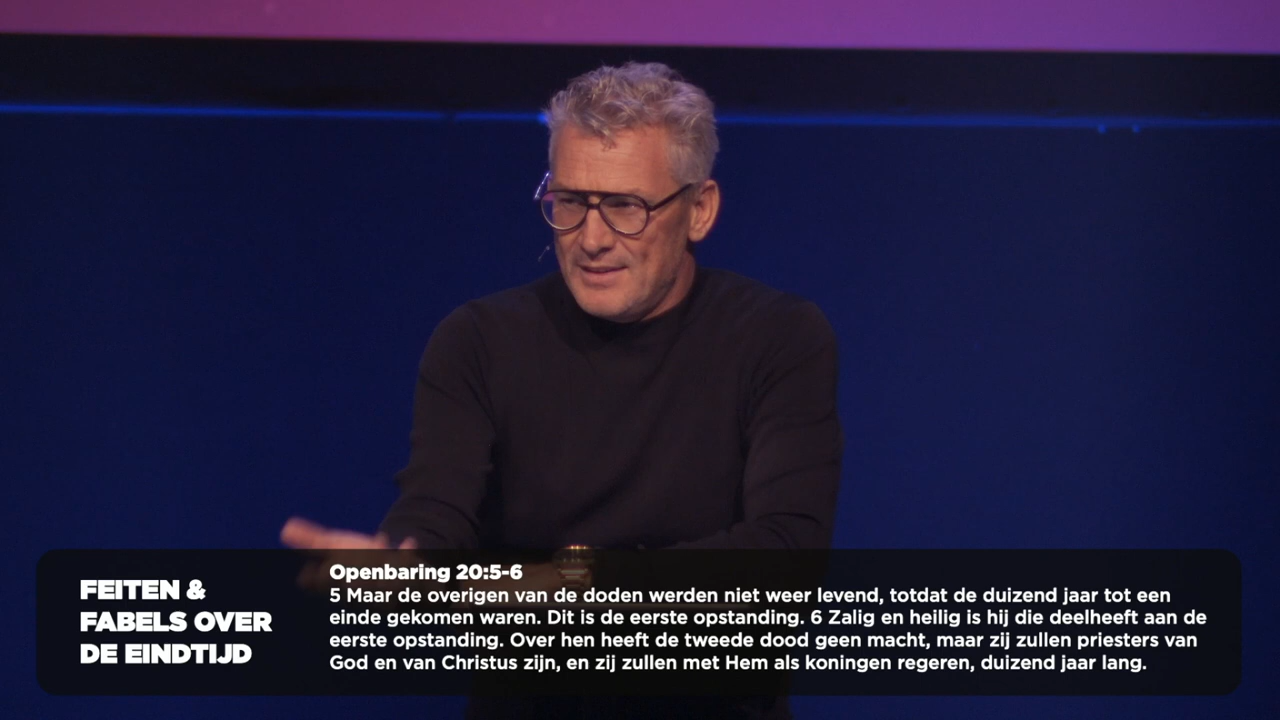 FEITEN &
FABELS OVER
DE EINDTIJD
Openbaring 20:5-6
5 Maar de overigen van de doden werden niet weer levend, totdat de duizend jaar tot een
einde gekomen waren. Dit is de eerste opstanding. 6 Zalig en heilig is hij die deelheeft aan de
eerste opstanding. Over hen heeft de tweede dood geen macht, maar zij zullen priesters van
God en van Christus zijn, en zij zullen met Hem als koningen regeren, duizend jaar lang.